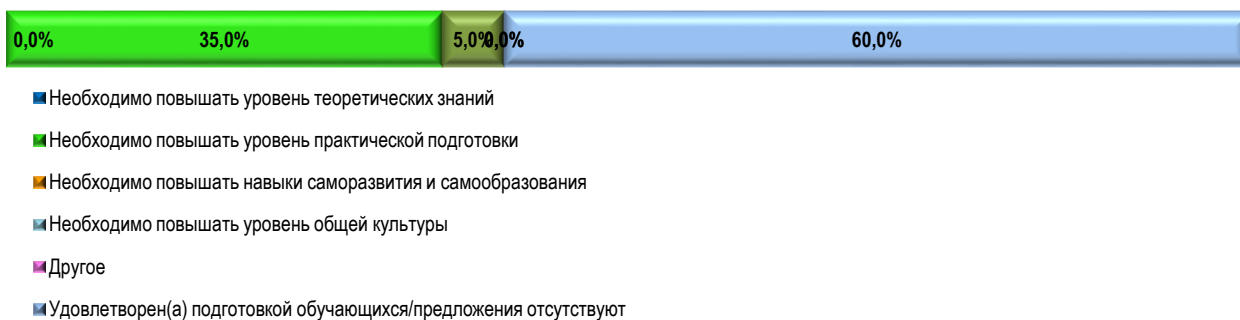 0,0% 35,0% 5,0% 0,0% 60,0%
Необходимо повышать уровень теоретических знаний
Необходимо повышать уровень практической подготовки
Необходимо повышать навыки саморазвития и самообразования
Необходимо повышать уровень общей культуры
Другое
Удовлетворен(а) подготовкой обучающихся/предложения отсутствуют